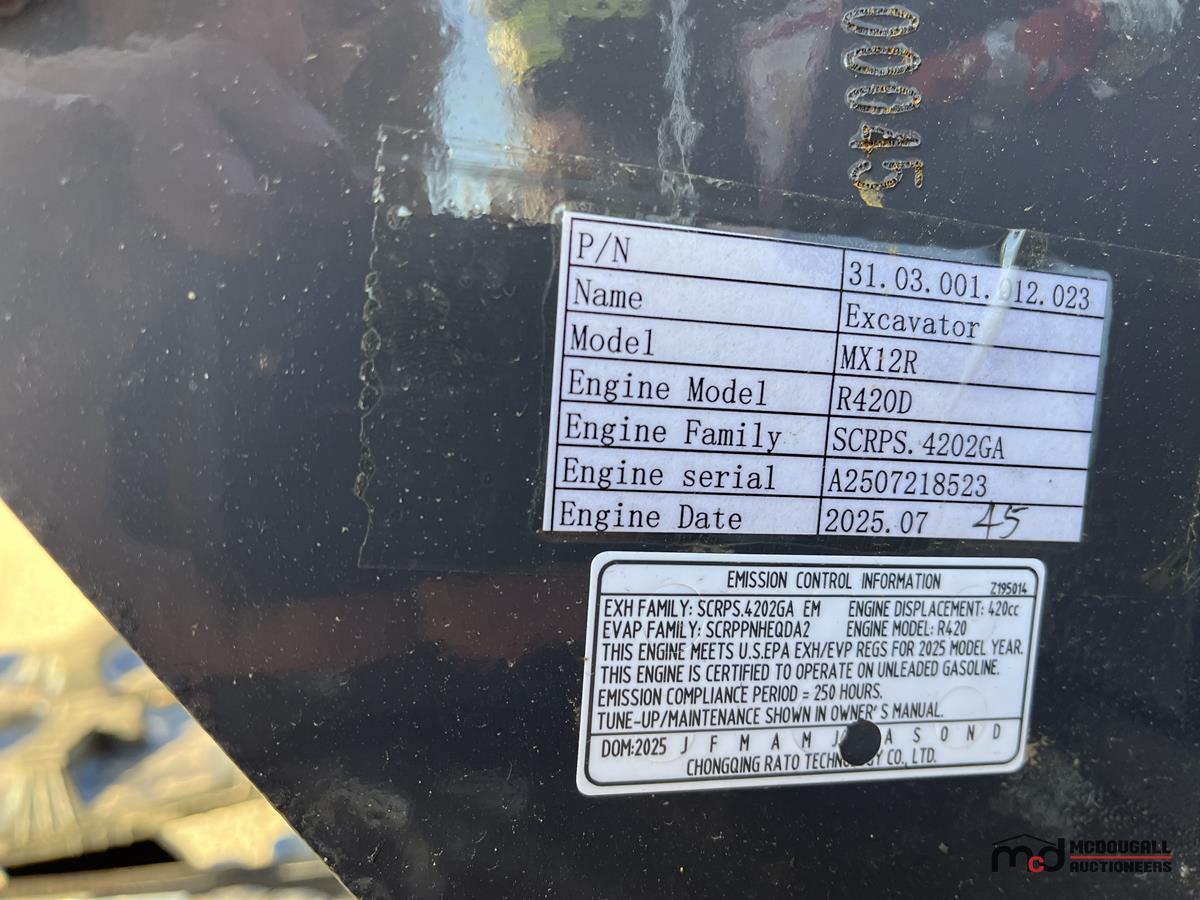 00045
P/N 31.03.001.012.023
Name Excavator
Model MX12R
Engine Model R420D
Engine Family SCRPS.4202GA
Engine serial A2507218523
Engine Date 2025.07 45
EMISSION CONTROL INFORMATION Z195014
EXH FAMILY: SCRPS.4202GA EM ENGINE DISPLACEMENT: 420cc
EVAP FAMILY: SCRPPNHEQDA2 ENGINE MODEL: R420
THIS ENGINE MEETS U.S.EPA EXH/EVP REGS FOR 2025 MODEL YEAR.
THIS ENGINE IS CERTIFIED TO OPERATE ON UNLEADED GASOLINE.
EMISSION COMPLIANCE PERIOD = 250 HOURS.
TUNE-UP/MAINTENANCE SHOWN IN OWNER'S MANUAL.
DOM:2025 J F M A M J A S O N D
CHONGQING RATO CO., LTD.
mcd MCDOUGALL
AUCTIONEERS